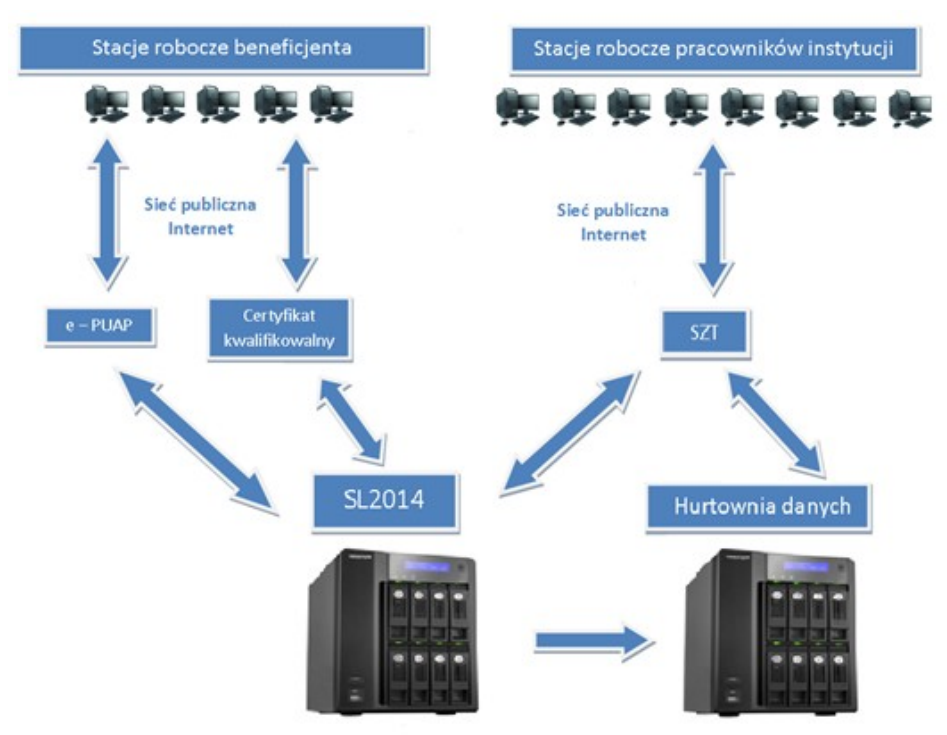 Stacje robocze beneficjenta
Stacje robocze pracowników instytucji
Sieć publiczna
Internet
Sieć publiczna
Internet
e – PUAP
Certyfikat
kwalifikowalny
SZT
SL2014
Hurtownia danych